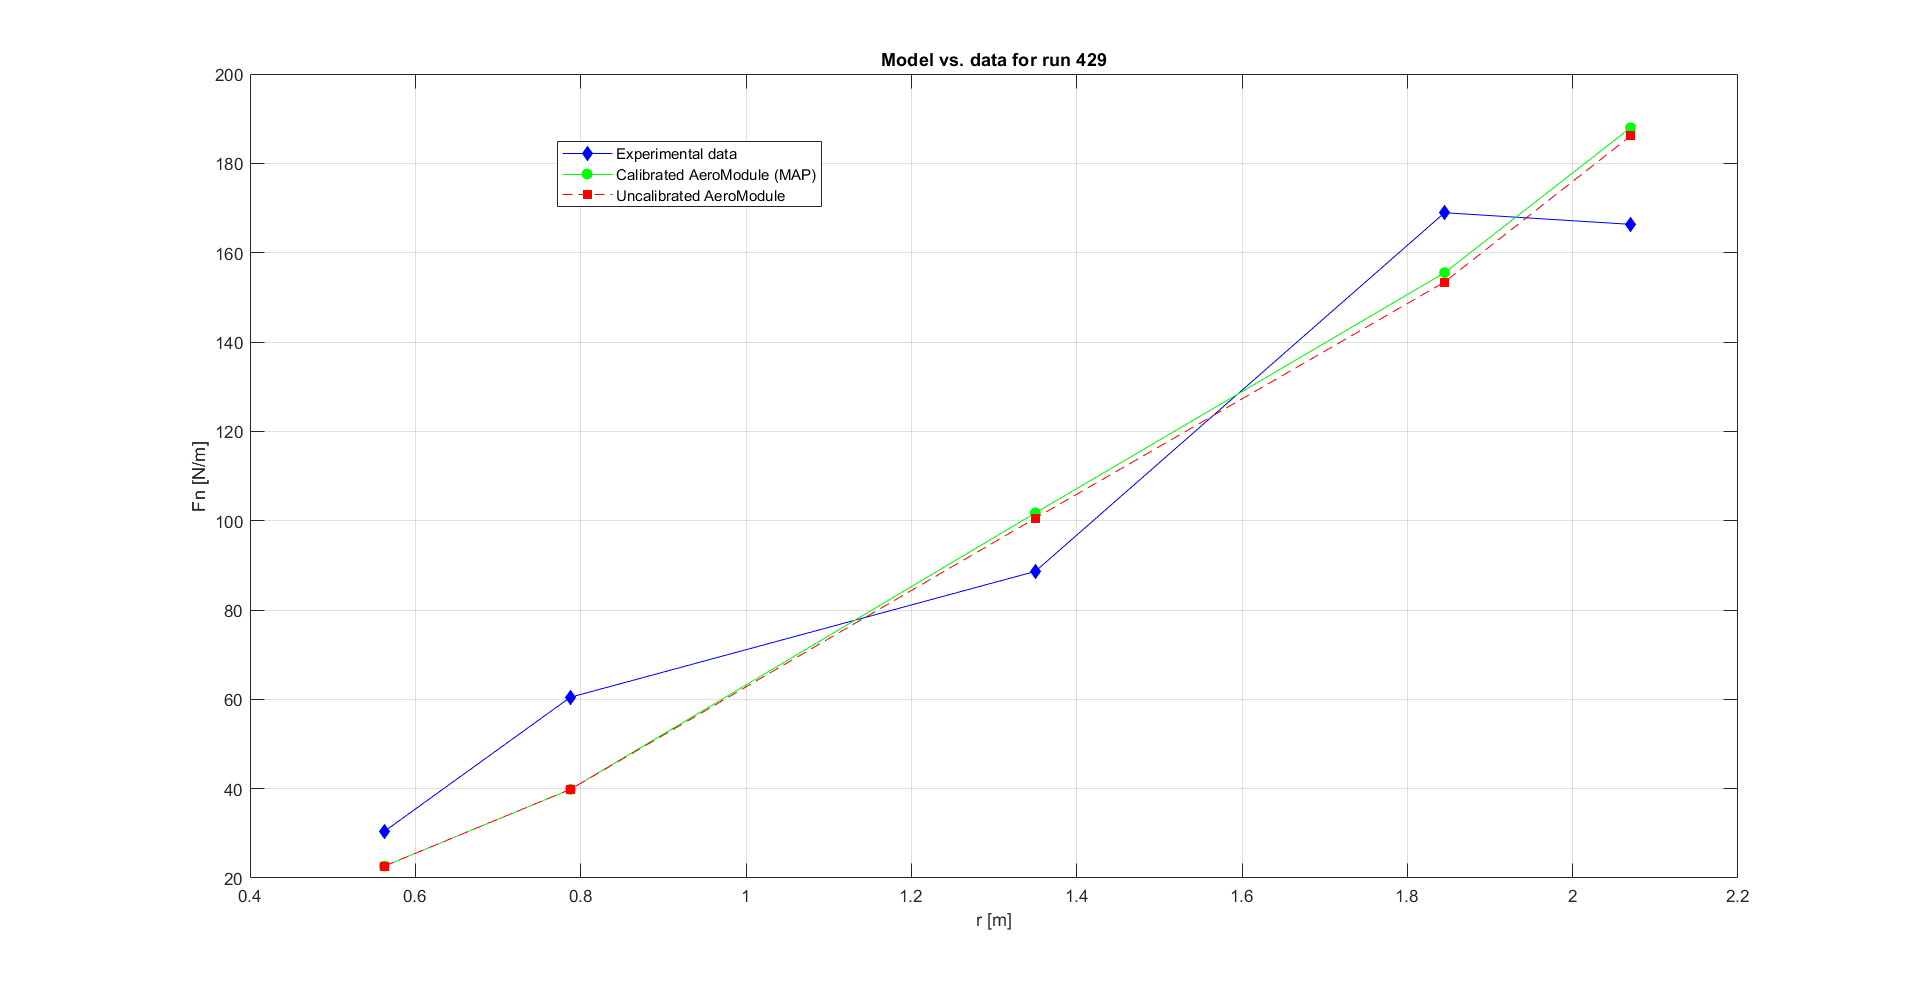 Model vs. data for run 429
200
180
160
140
120
100
80
60
40
20
Fn [N/m]
Experimental data
Calibrated AeroModule (MAP)
Uncalibrated AeroModule
0.4 0.6 0.8 1 1.2 1.4 1.6 1.8 2 2.2
r [m]